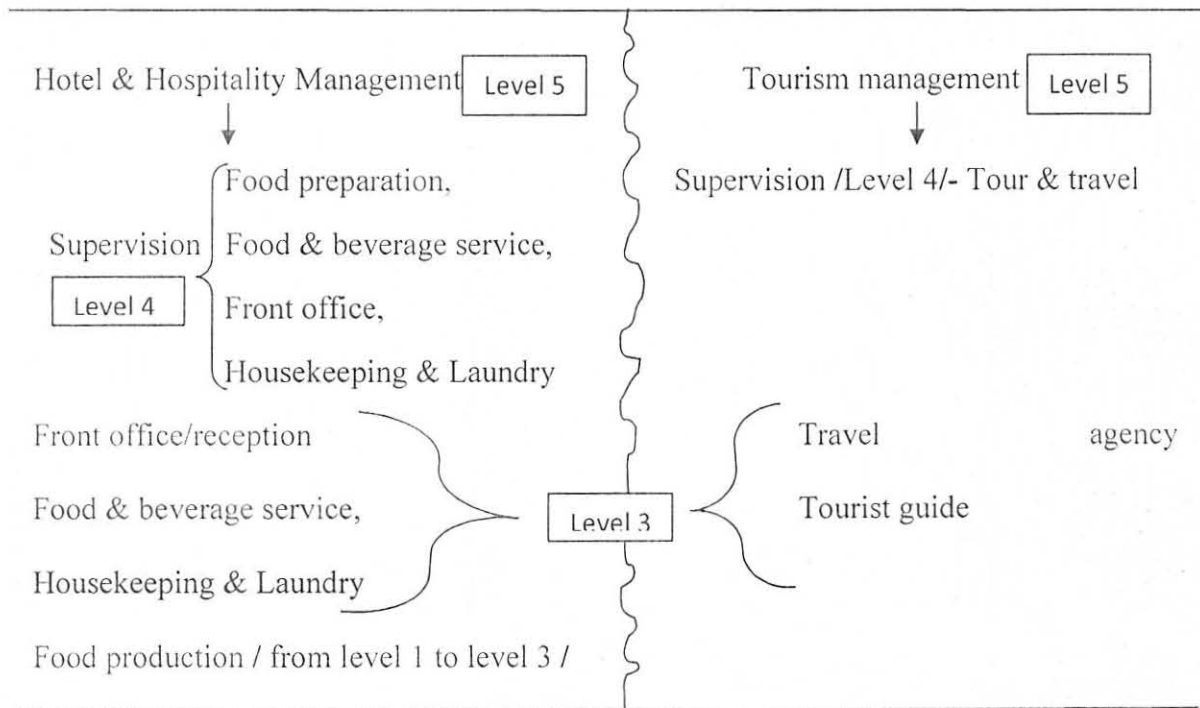 Hotel & Hospitality Management Level 5
Food preparation,
Supervision Food & beverage service,
Level 4 Front office,
Housekeeping & Laundry
Front office/reception
Food & beverage service,
Housekeeping & Laundry
Food production / from level 1 to level 3 /
Level 3
Tourism management Level 5
Supervision /Level 4/- Tour & travel
Travel agency
Tourist guide